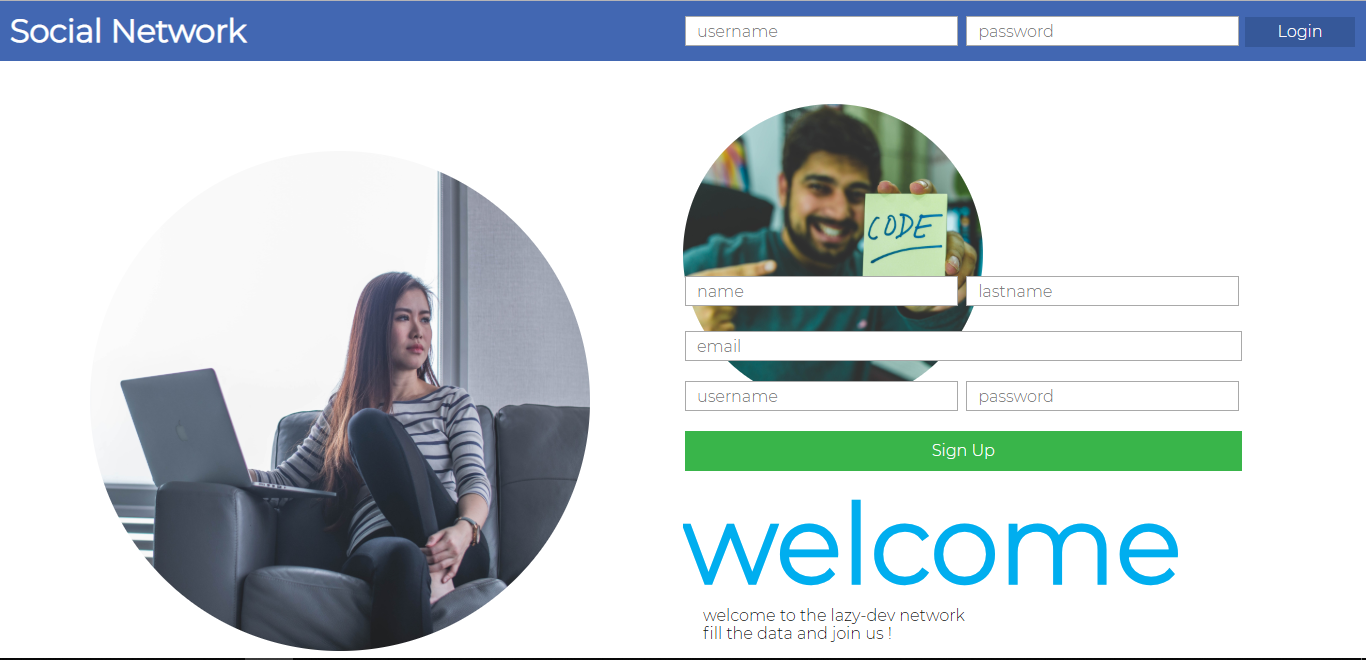 Social Network
username
password
Login
CODE
name
lastname
email
username
password
Sign Up
welcome
welcome to the lazy-dev network
fill the data and join us !